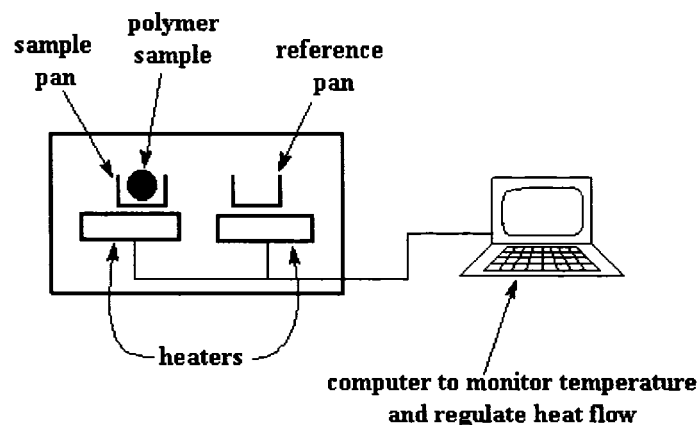 polymer
sample
sample
pan
reference
pan
heaters
computer to monitor temperature
and regulate heat flow